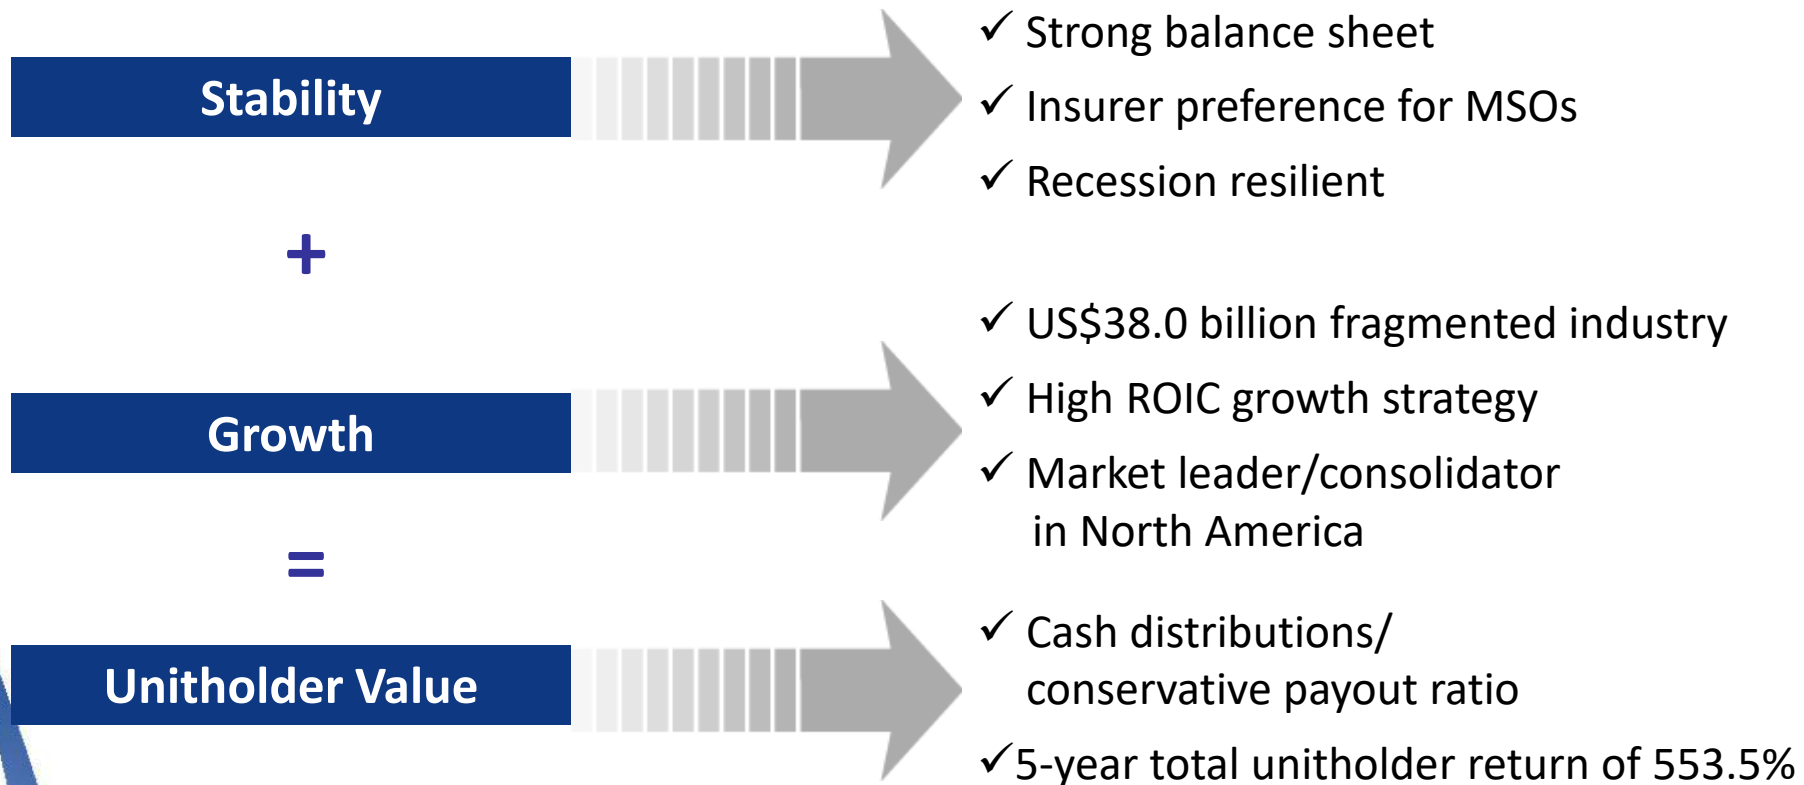 Stability
✓ Strong balance sheet
✓ Insurer preference for MSOs
✓ Recession resilient
+
Growth
✓ US$38.0 billion fragmented industry
✓ High ROIC growth strategy
✓ Market leader/consolidator
in North America
=
Unitholder Value
✓ Cash distributions/
conservative payout ratio
✓5-year total unitholder return of 553.5%